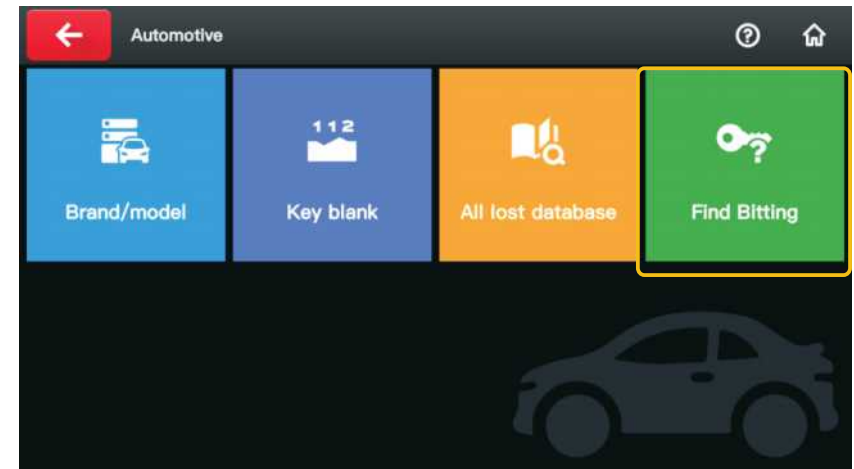 Automotive
112
Brand/model
Key blank
All lost database
Find Bitting